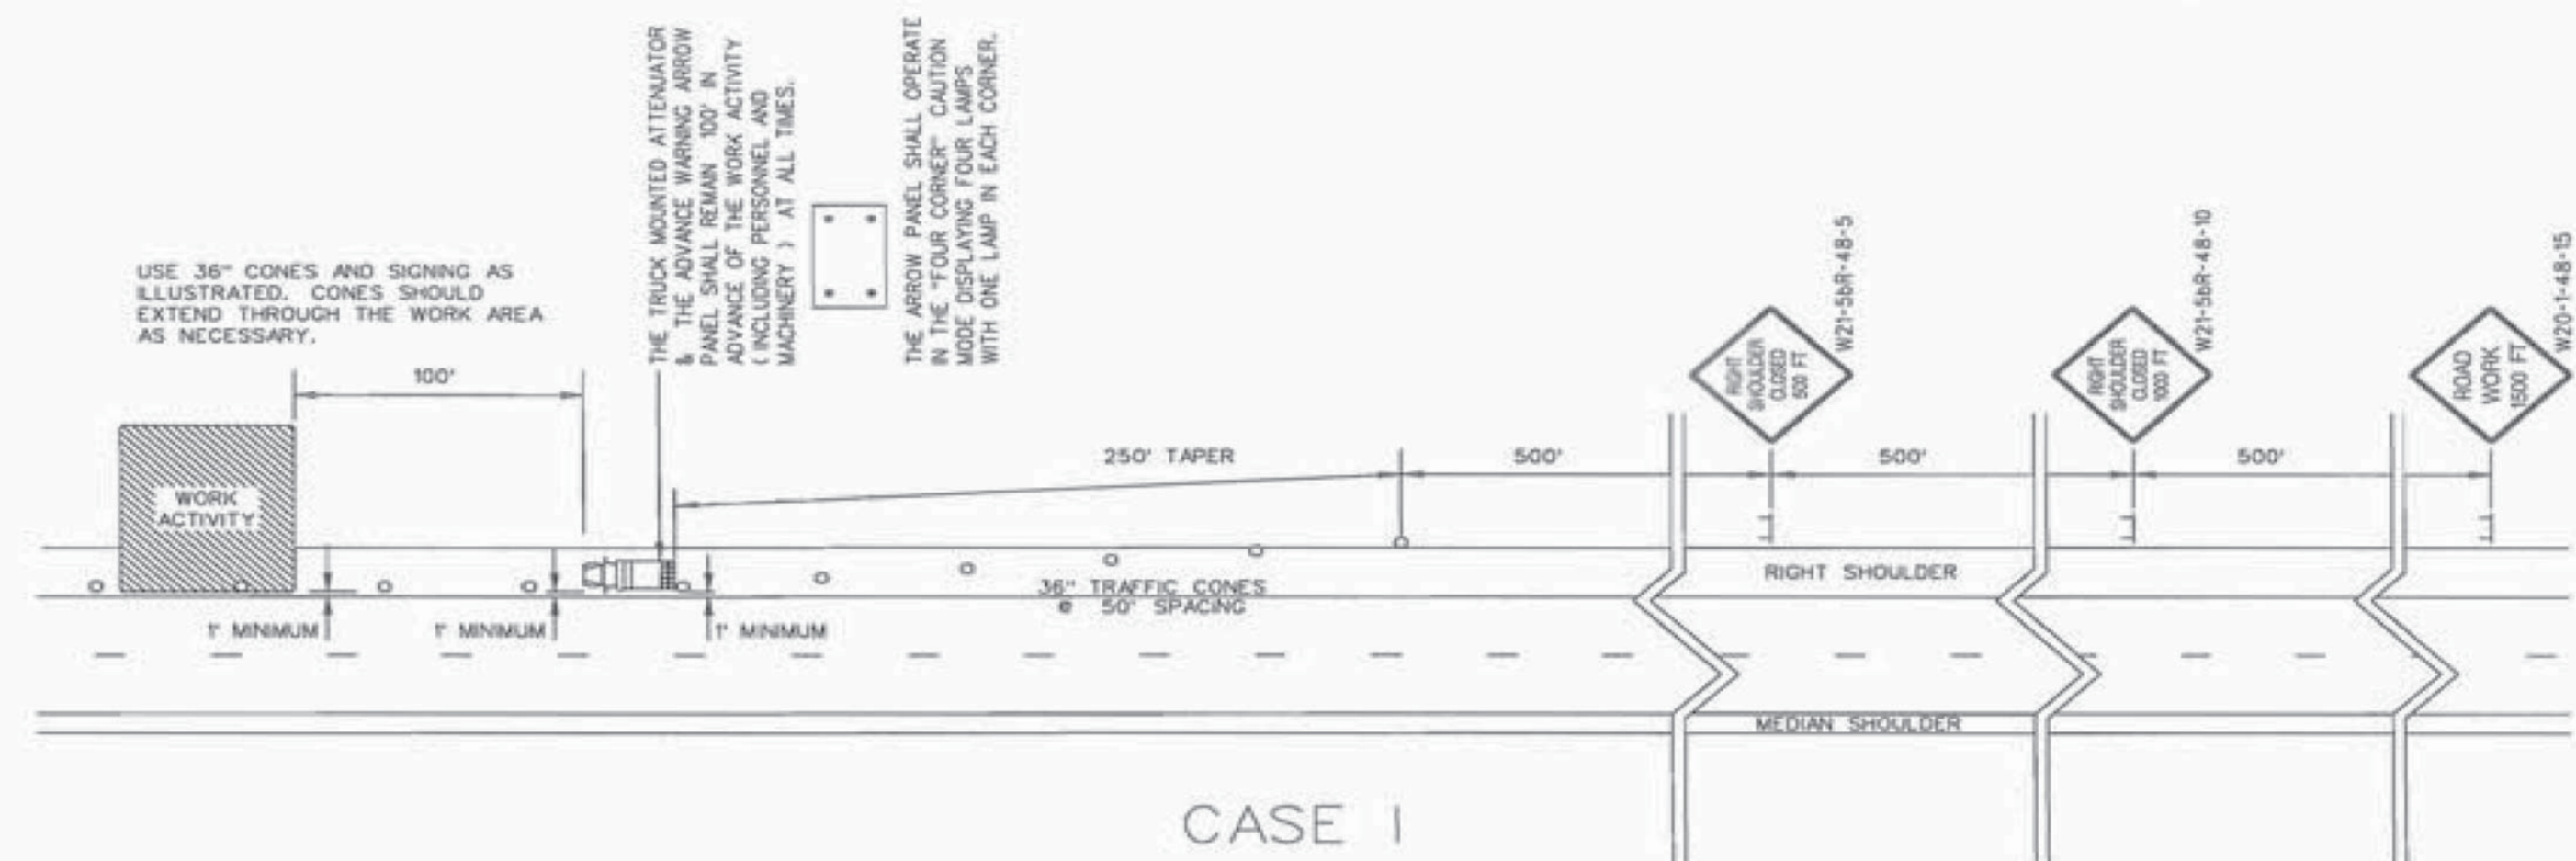 USE 36" CONES AND SIGNING AS
ILLUSTRATED. CONES SHOULD
EXTEND THROUGH THE WORK AREA
AS NECESSARY.
THE TRUCK MOUNTED ATTENUATOR
& THE ADVANCE WARNING ARROW
PANEL SHALL REMAIN 100' IN
ADVANCE OF THE WORK ACTIVITY
( INCLUDING PERSONNEL AND
MACHINERY ) AT ALL TIMES.
THE ARROW PANEL SHALL OPERATE
IN THE "FOUR CORNER" CAUTION
MODE DISPLAYING FOUR LAMPS
WITH ONE LAMP IN EACH CORNER.
W21-5bR-48-5
W21-5bR-48-10
W20-1-48-15
RIGHT
SHOULDER
CLOSED
500 FT
RIGHT
SHOULDER
CLOSED
1000 FT
ROAD
WORK
1500 FT
100'
250' TAPER
500'
500'
500'
WORK
ACTIVITY
RIGHT SHOULDER
36" TRAFFIC CONES
@ 50' SPACING
1' MINIMUM
1' MINIMUM
1' MINIMUM
MEDIAN SHOULDER
CASE 1